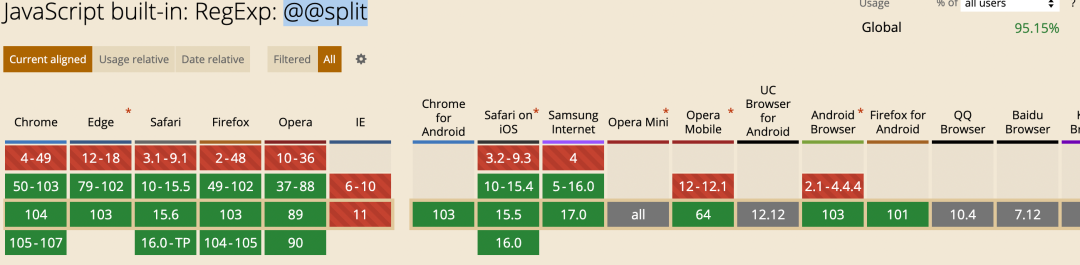 JavaScript built-in: RegExp: @@split
Usage % of all users ?
Global 95.15%
Current aligned Usage relative Date relative Filtered All
Chrome Edge * Safari Firefox Opera IE Chrome for Android Safari on iOS * Samsung Internet Opera Mini * Opera Mobile * UC Browser for Android Android Browser * Firefox for Android QQ Browser Baidu Browser
4-49 12-18 3.1-9.1 2-48 10-36 3.2-9.3 4
50-103 79-102 10-15.5 49-102 37-88 6-10 10-15.4 5-16.0 12-12.1 2.1-4.4.4
104 103 15.6 103 89 11 103 15.5 17.0 all 64 12.12 103 101 10.4 7.12
105-107 16.0-TP 104-105 90 16.0